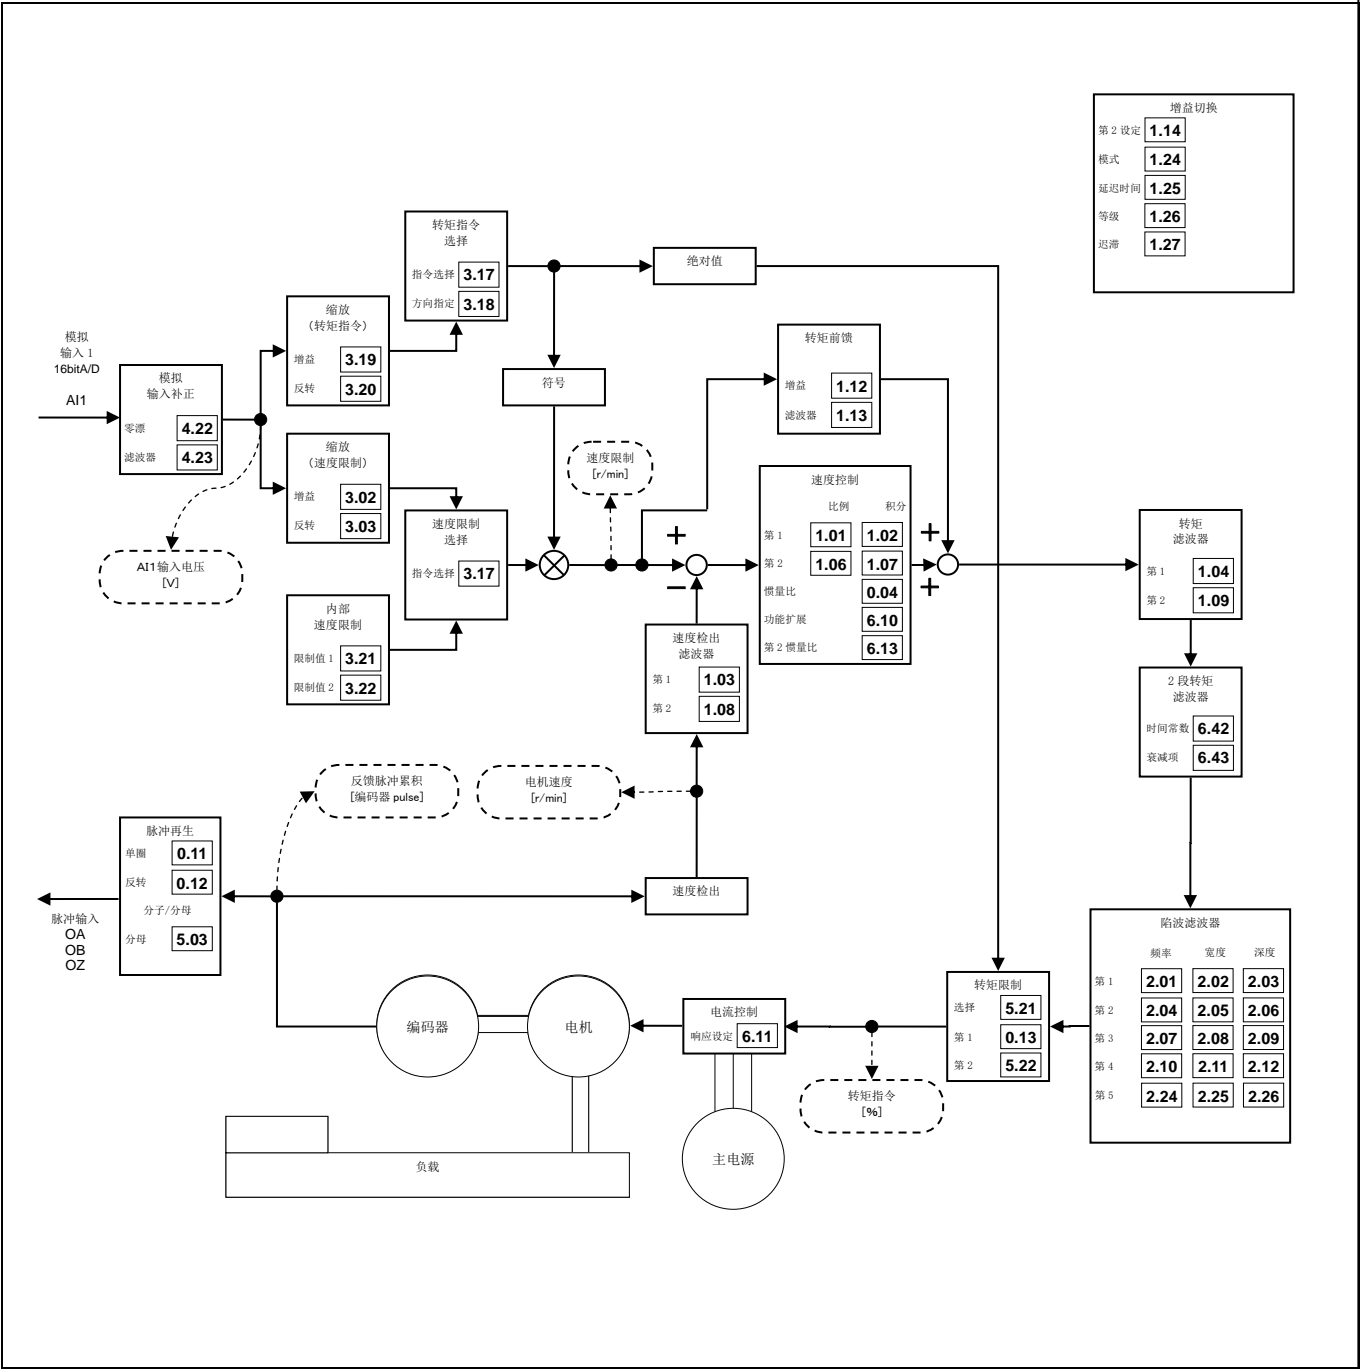 增益切换
第 2 设定 1.14
模式 1.24
延迟时间 1.25
等级 1.26
迟滞 1.27
转矩指令
选择
指令选择 3.17
方向指定 3.18
绝对值
缩放
（转矩指令）
增益 3.19
反转 3.20
模拟
输入 1
16bitA/D
AI1
模拟
输入补正
零漂 4.22
滤波器 4.23
符号
转矩前馈
增益 1.12
滤波器 1.13
缩放
（速度限制）
增益 3.02
反转 3.03
速度限制
[r/min]
速度控制
比例 积分
第 1 1.01 1.02
第 2 1.06 1.07
惯量比 0.04
功能扩展 6.10
第 2 惯量比 6.13
速度限制
选择
指令选择 3.17
+
−
+
+
转矩
滤波器
第 1 1.04
第 2 1.09
AI1输入电压
[V]
内部
速度限制
限制值 1 3.21
限制值 2 3.22
速度检出
滤波器
第 1 1.03
第 2 1.08
2 段转矩
滤波器
时间常数 6.42
衰减项 6.43
反馈脉冲累积
[编码器 pulse]
电机速度
[r/min]
脉冲再生
单圈 0.11
反转 0.12
分子/分母
分母 5.03
脉冲输入
OA
OB
OZ
速度检出
陷波滤波器
频率 宽度 深度
第 1 2.01 2.02 2.03
第 2 2.04 2.05 2.06
第 3 2.07 2.08 2.09
第 4 2.10 2.11 2.12
第 5 2.24 2.25 2.26
转矩限制
选择 5.21
第 1 0.13
第 2 5.22
编码器
电机
电流控制
响应设定 6.11
转矩指令
[%]
主电源
负载